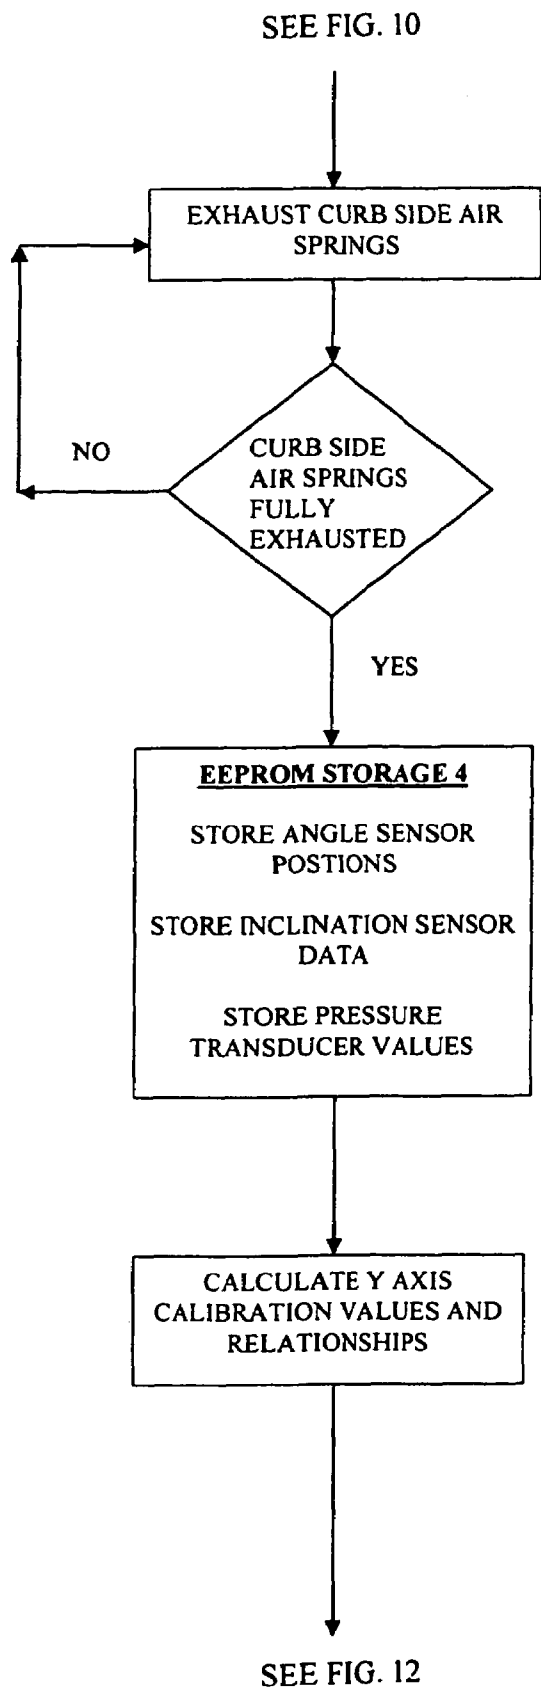 SEE FIG. 10
EXHAUST CURB SIDE AIR
SPRINGS
NO
CURB SIDE
AIR SPRINGS
FULLY
EXHAUSTED
YES
EEPROM STORAGE 4
STORE ANGLE SENSOR
POSTIONS
STORE INCLINATION SENSOR
DATA
STORE PRESSURE
TRANSDUCER VALUES
CALCULATE Y AXIS
CALIBRATION VALUES AND
RELATIONSHIPS
SEE FIG. 12